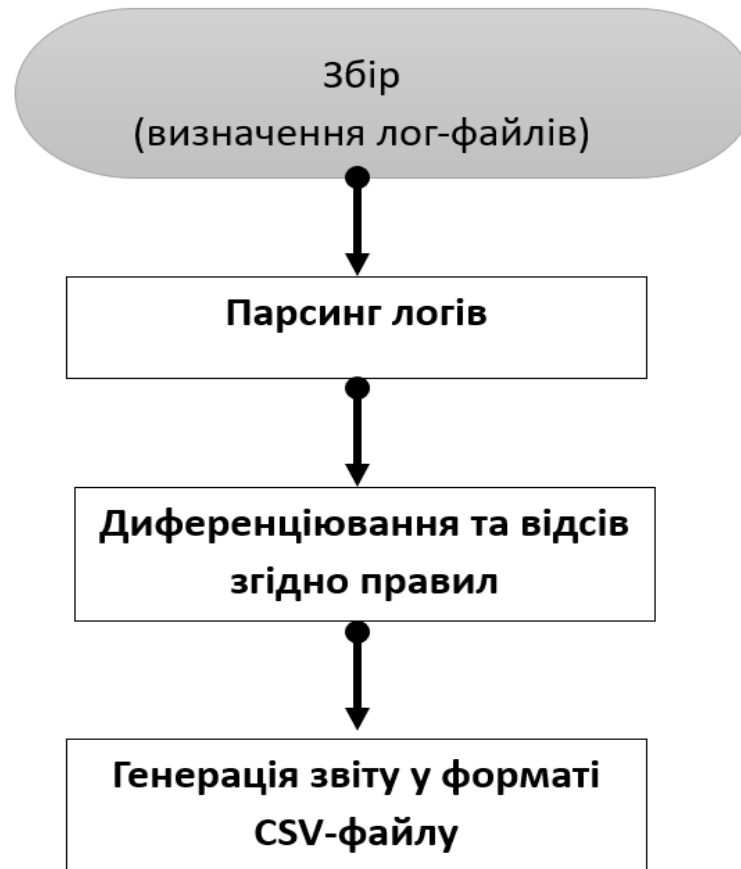 Збір
(визначення лог-файлів)
Парсинг логів
Диференціювання та відсів
згідно правил
Генерація звіту у форматі
CSV-файлу